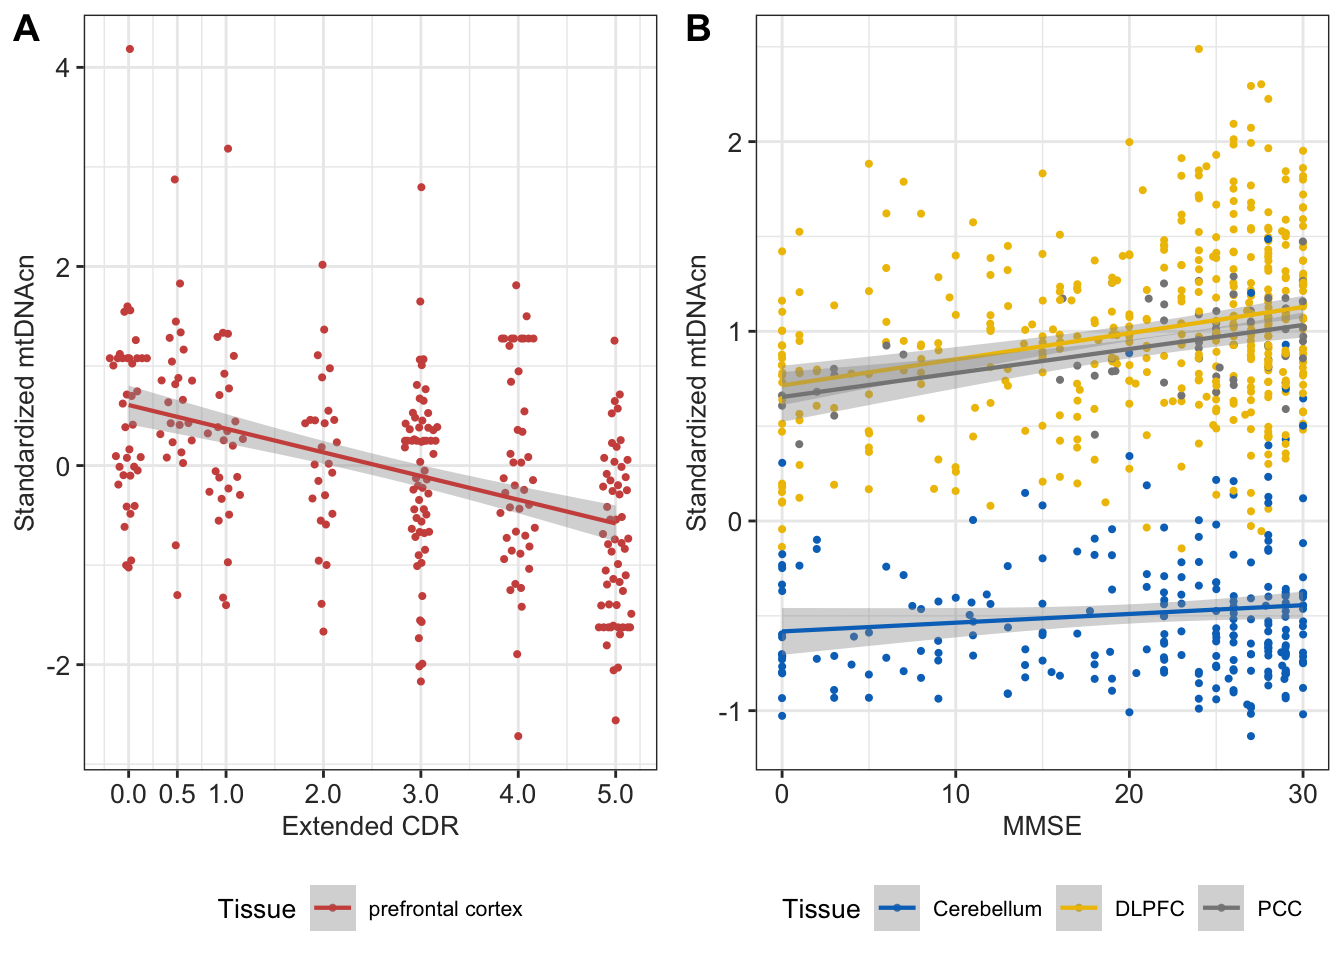 A
Standardized mtDNAcn
4
2
0
-2
0.0 0.5 1.0 2.0 3.0 4.0 5.0
Extended CDR
Tissue prefrontal cortex
B
Standardized mtDNAcn
2
1
0
-1
0 10 20 30
MMSE
Tissue Cerebellum DLPFC PCC